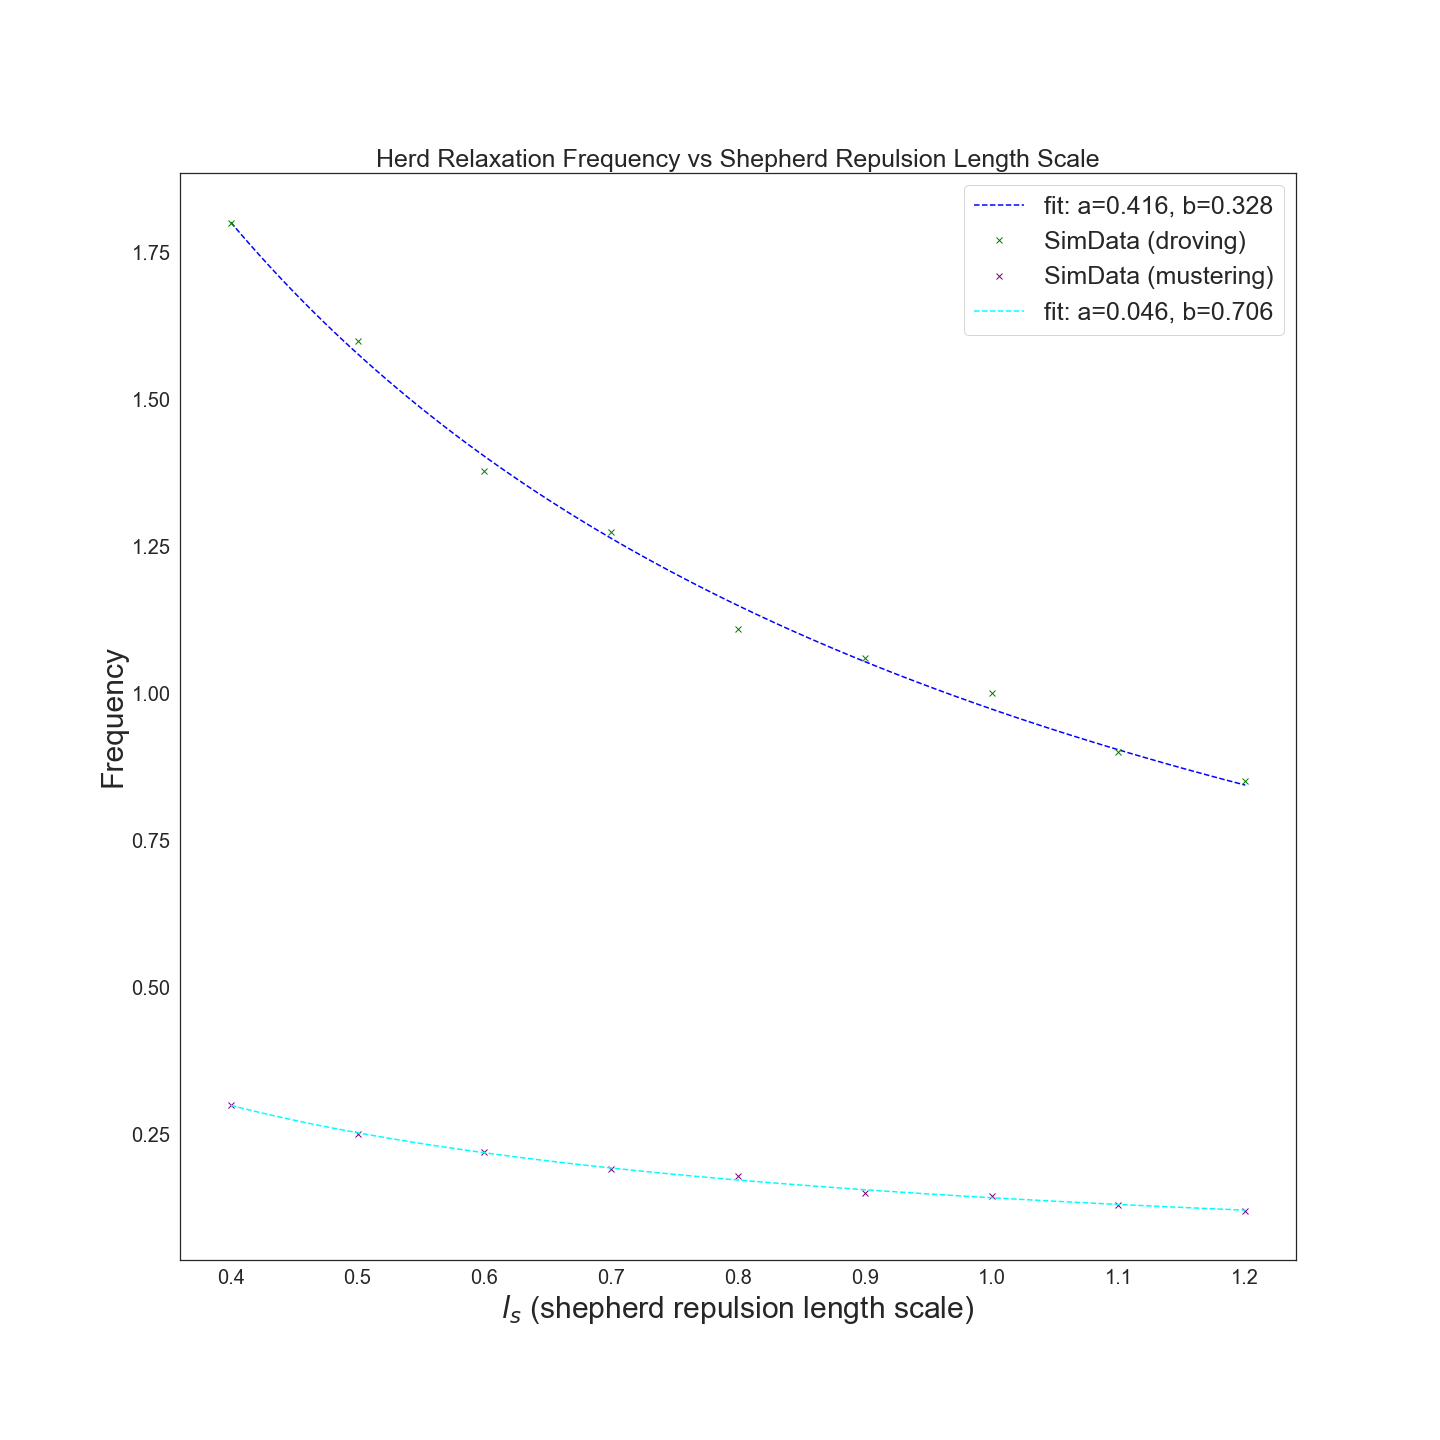 Herd Relaxation Frequency vs Shepherd Repulsion Length Scale
fit: a=0.416, b=0.328
SimData (droving)
SimData (mustering)
fit: a=0.046, b=0.706
Frequency
1.75
1.50
1.25
1.00
0.75
0.50
0.25
0.4 0.5 0.6 0.7 0.8 0.9 1.0 1.1 1.2
l_s (shepherd repulsion length scale)